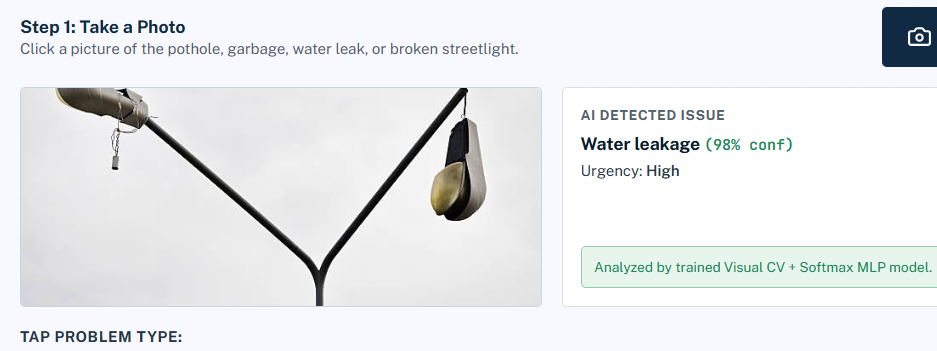 Step 1: Take a Photo
Click a picture of the pothole, garbage, water leak, or broken streetlight.
AI DETECTED ISSUE
Water leakage (98% conf)
Urgency: High
Analyzed by trained Visual CV + Softmax MLP model.
TAP PROBLEM TYPE: